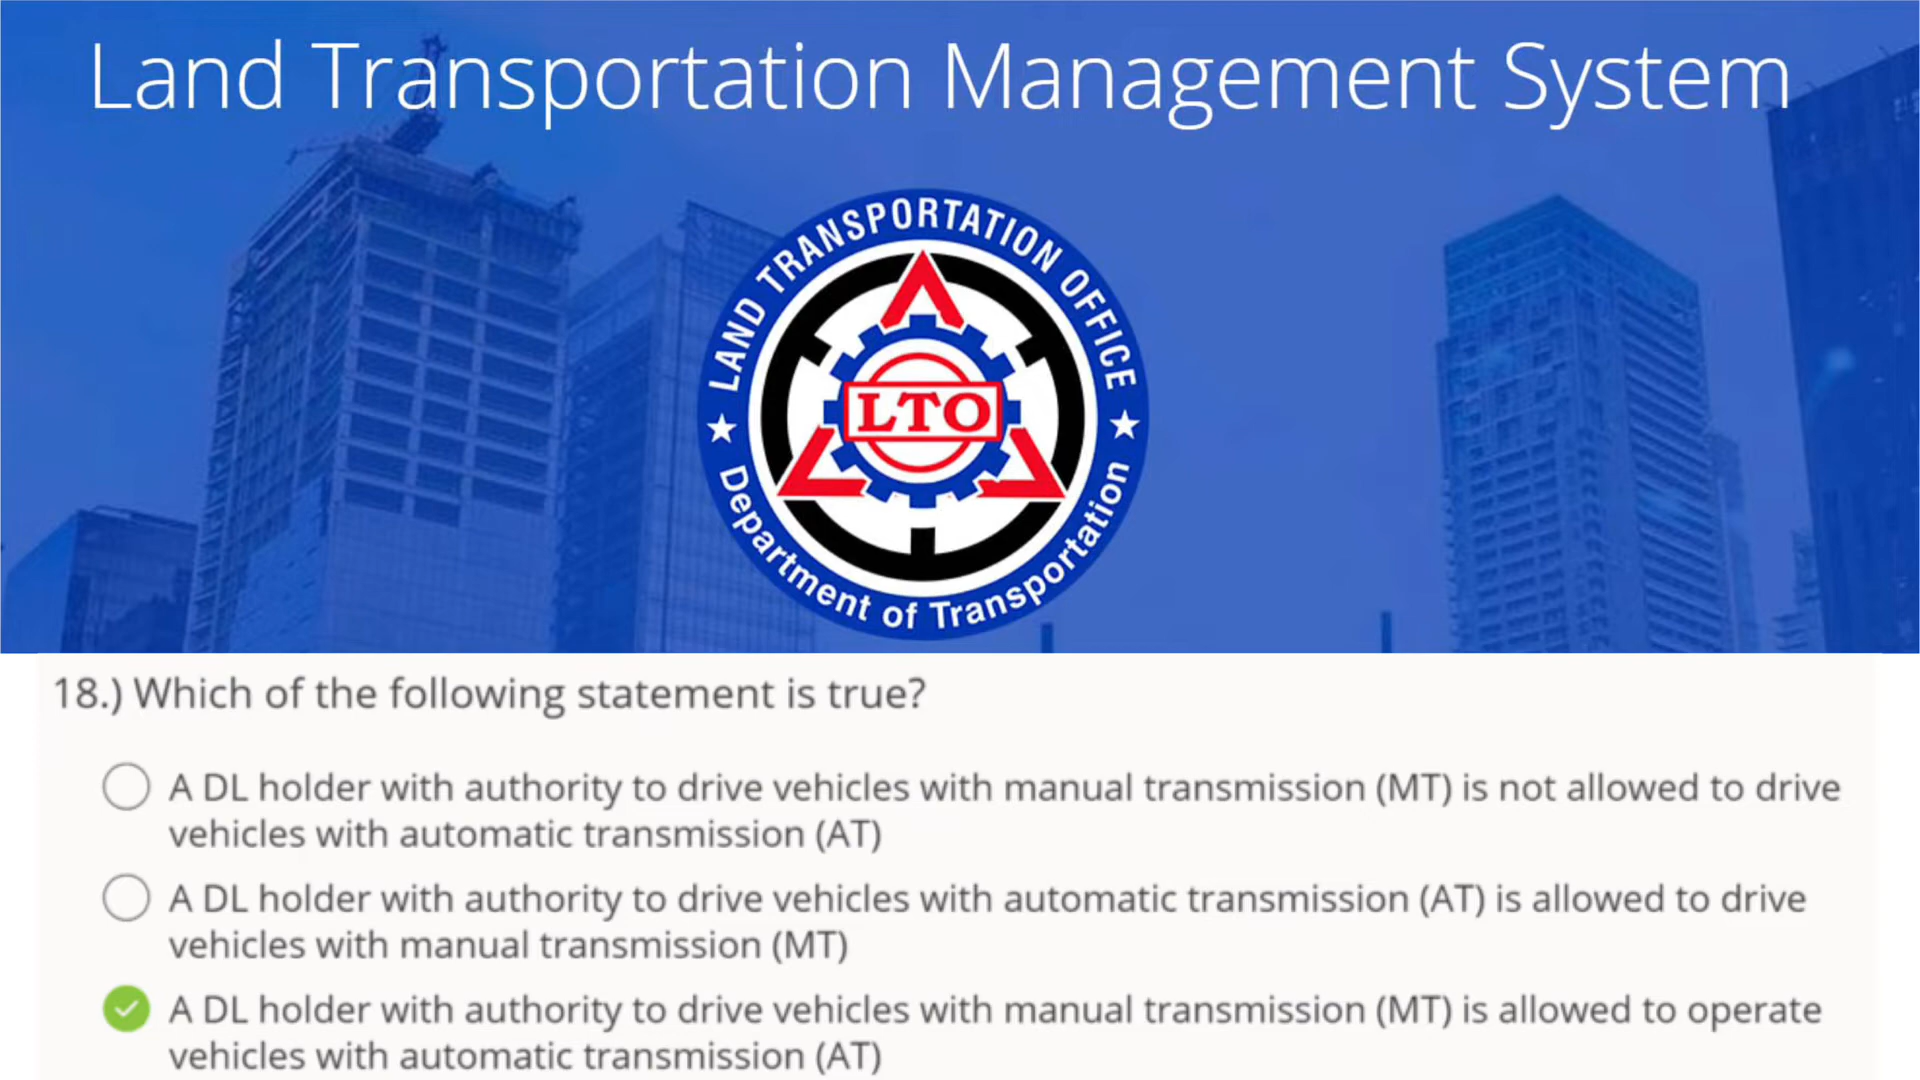 Land Transportation Management System
LAND TRANSPORTATION OFFICE
LTO
Department of Transportation
18.) Which of the following statement is true?
A DL holder with authority to drive vehicles with manual transmission (MT) is not allowed to drive
vehicles with automatic transmission (AT)
A DL holder with authority to drive vehicles with automatic transmission (AT) is allowed to drive
vehicles with manual transmission (MT)
A DL holder with authority to drive vehicles with manual transmission (MT) is allowed to operate
vehicles with automatic transmission (AT)